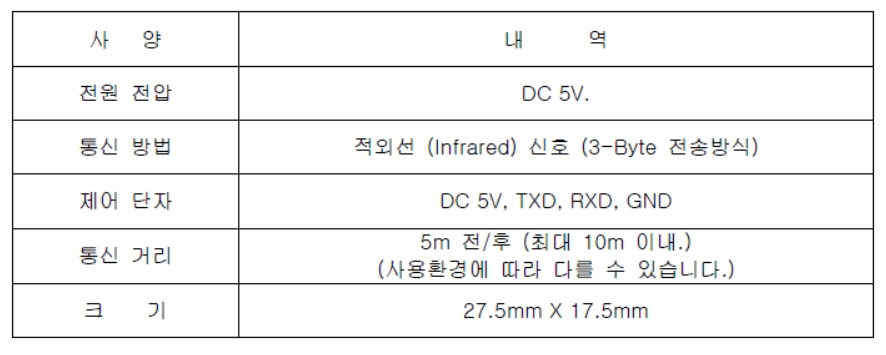 사 양 내 역
전원 전압 DC 5V.
통신 방법 적외선 (Infrared) 신호 (3-Byte 전송방식)
제어 단자 DC 5V, TXD, RXD, GND
통신 거리 5m 전/후 (최대 10m 이내.)
(사용환경에 따라 다를 수 있습니다.)
크 기 27.5mm X 17.5mm